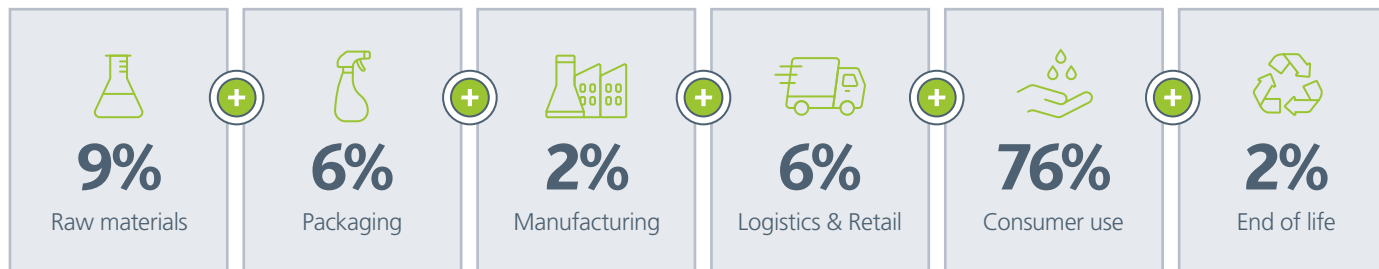 9%
Raw materials
6%
Packaging
2%
Manufacturing
6%
Logistics & Retail
76%
Consumer use
2%
End of life